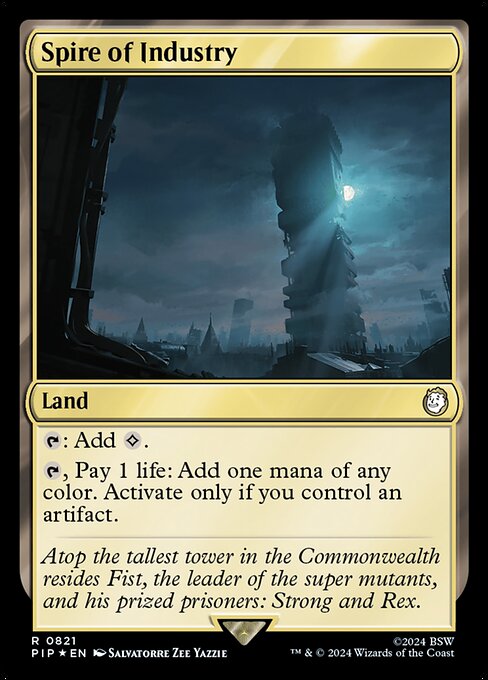 Spire of Industry
Land
: Add .
, Pay 1 life: Add one mana of any
color. Activate only if you control an
artifact.
Atop the tallest tower in the Commonwealth
resides Fist, the leader of the super mutants,
and his prized prisoners: Strong and Rex.
R 0821
PIP★EN Salvatorre Zee Yazzie
©2024 BSW
™ & © 2024 Wizards of the Coast